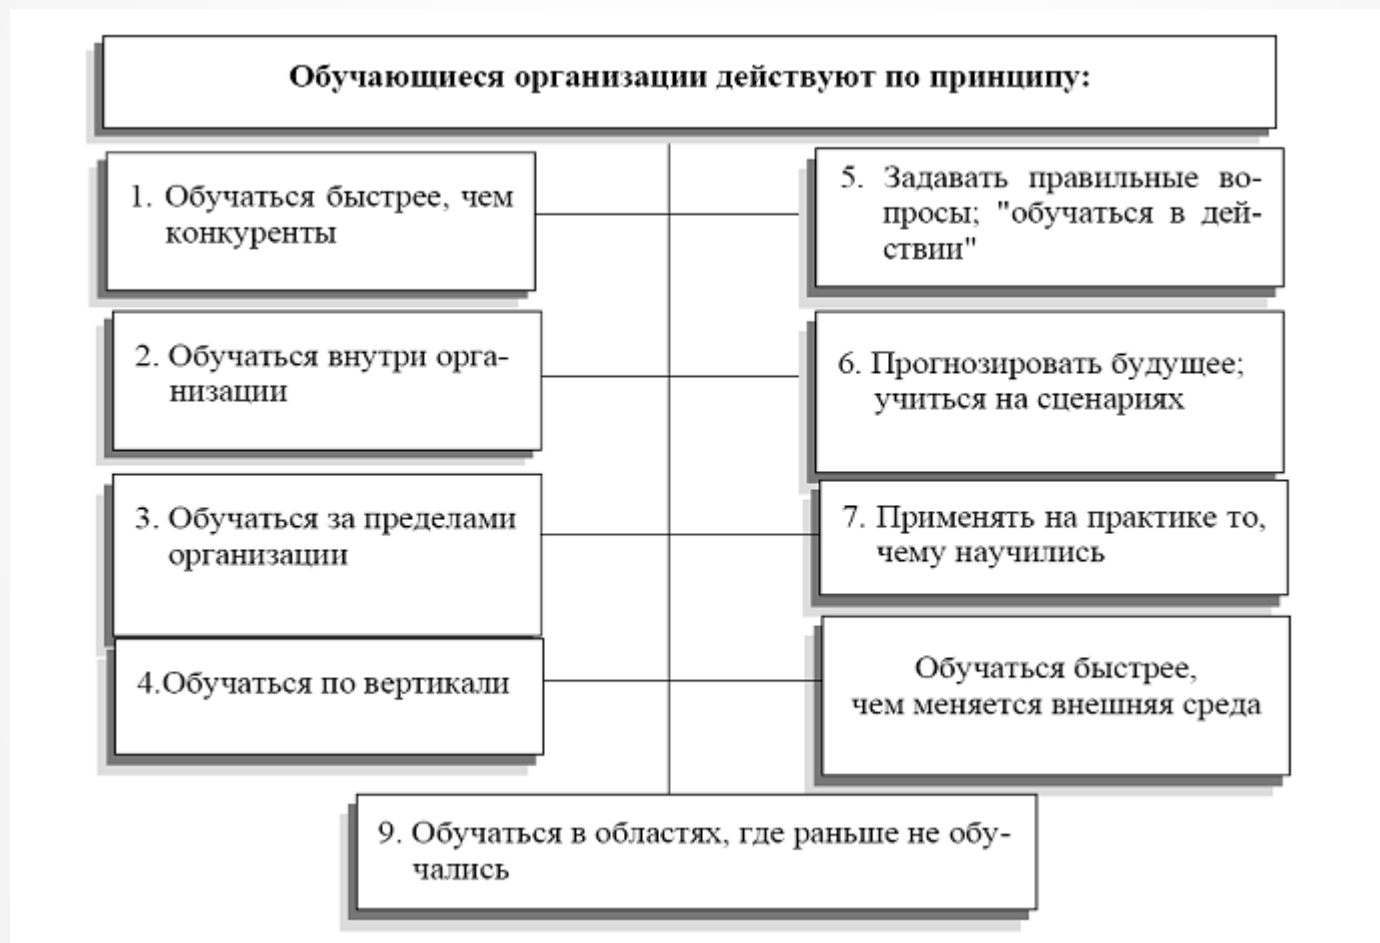 Обучающиеся организации действуют по принципу:
1. Обучаться быстрее, чем
конкуренты
2. Обучаться внутри орга-
низации
3. Обучаться за пределами
организации
4.Обучаться по вертикали
5. Задавать правильные во-
просы; "обучаться в дей-
ствии"
6. Прогнозировать будущее;
учиться на сценариях
7. Применять на практике то,
чему научились
Обучаться быстрее,
чем меняется внешняя среда
9. Обучаться в областях, где раньше не обу-
чались